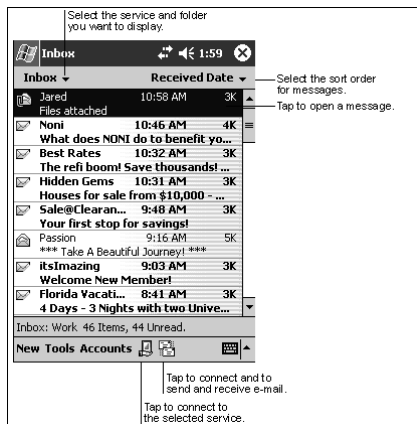 Select the service and folder
you want to display.
Inbox 1:59
Inbox Received Date
Select the sort order
for messages.
Jared 10:58 AM 3K
Files attached
Tap to open a message.
Noni 10:46 AM 4K
What does NONI do to benefit yo...
Best Rates 10:32 AM 3K
The refi boom! Save thousands! ...
Hidden Gems 10:31 AM 3K
Houses for sale from $10,000 - ...
Sale@Clearan... 9:48 AM 3K
Your first stop for savings!
Passion 9:16 AM 5K
*** Take A Beautiful Journey! ***
itsImazing 9:03 AM 3K
Welcome New Member!
Florida Vacati... 8:41 AM 3K
4 Days - 3 Nights with two Unive...
Inbox: Work 46 Items, 44 Unread.
New Tools Accounts
Tap to connect and to
send and receive e-mail.
Tap to connect to
the selected service.